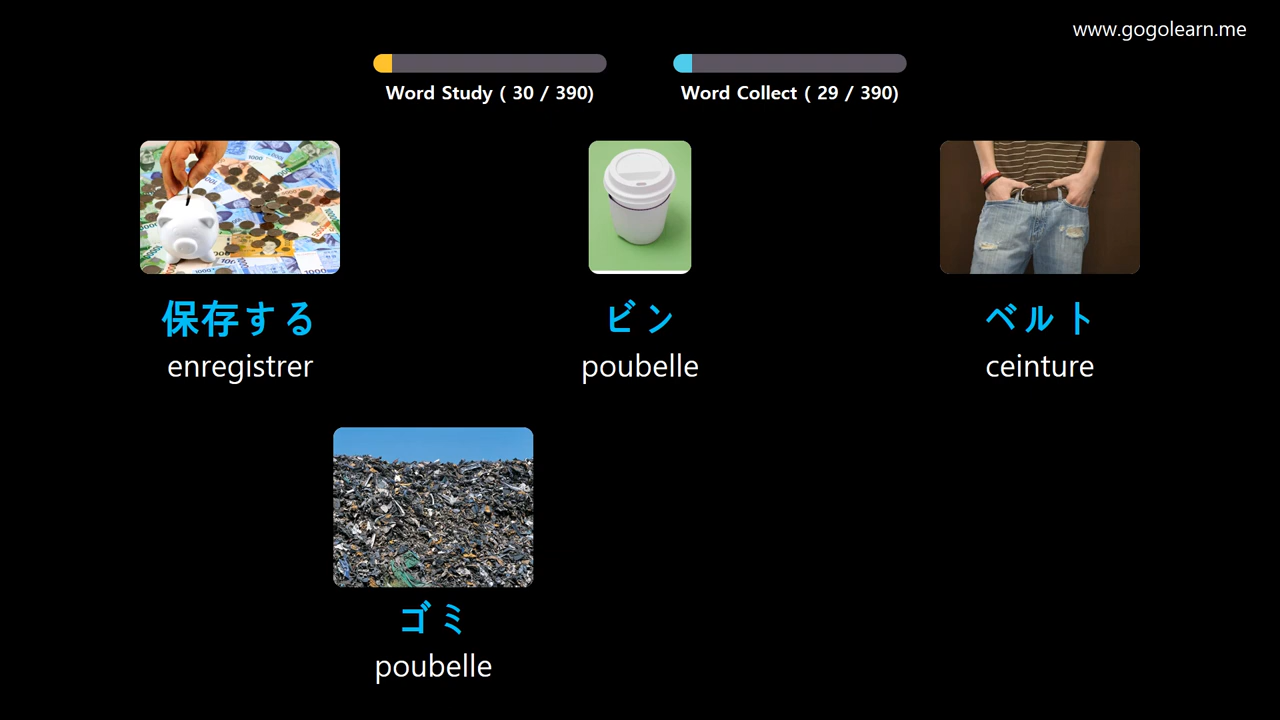 www.gogolearn.me
Word Study ( 30 / 390)
Word Collect ( 29 / 390)
保存する
enregistrer
ビン
poubelle
ベルト
ceinture
ゴミ
poubelle